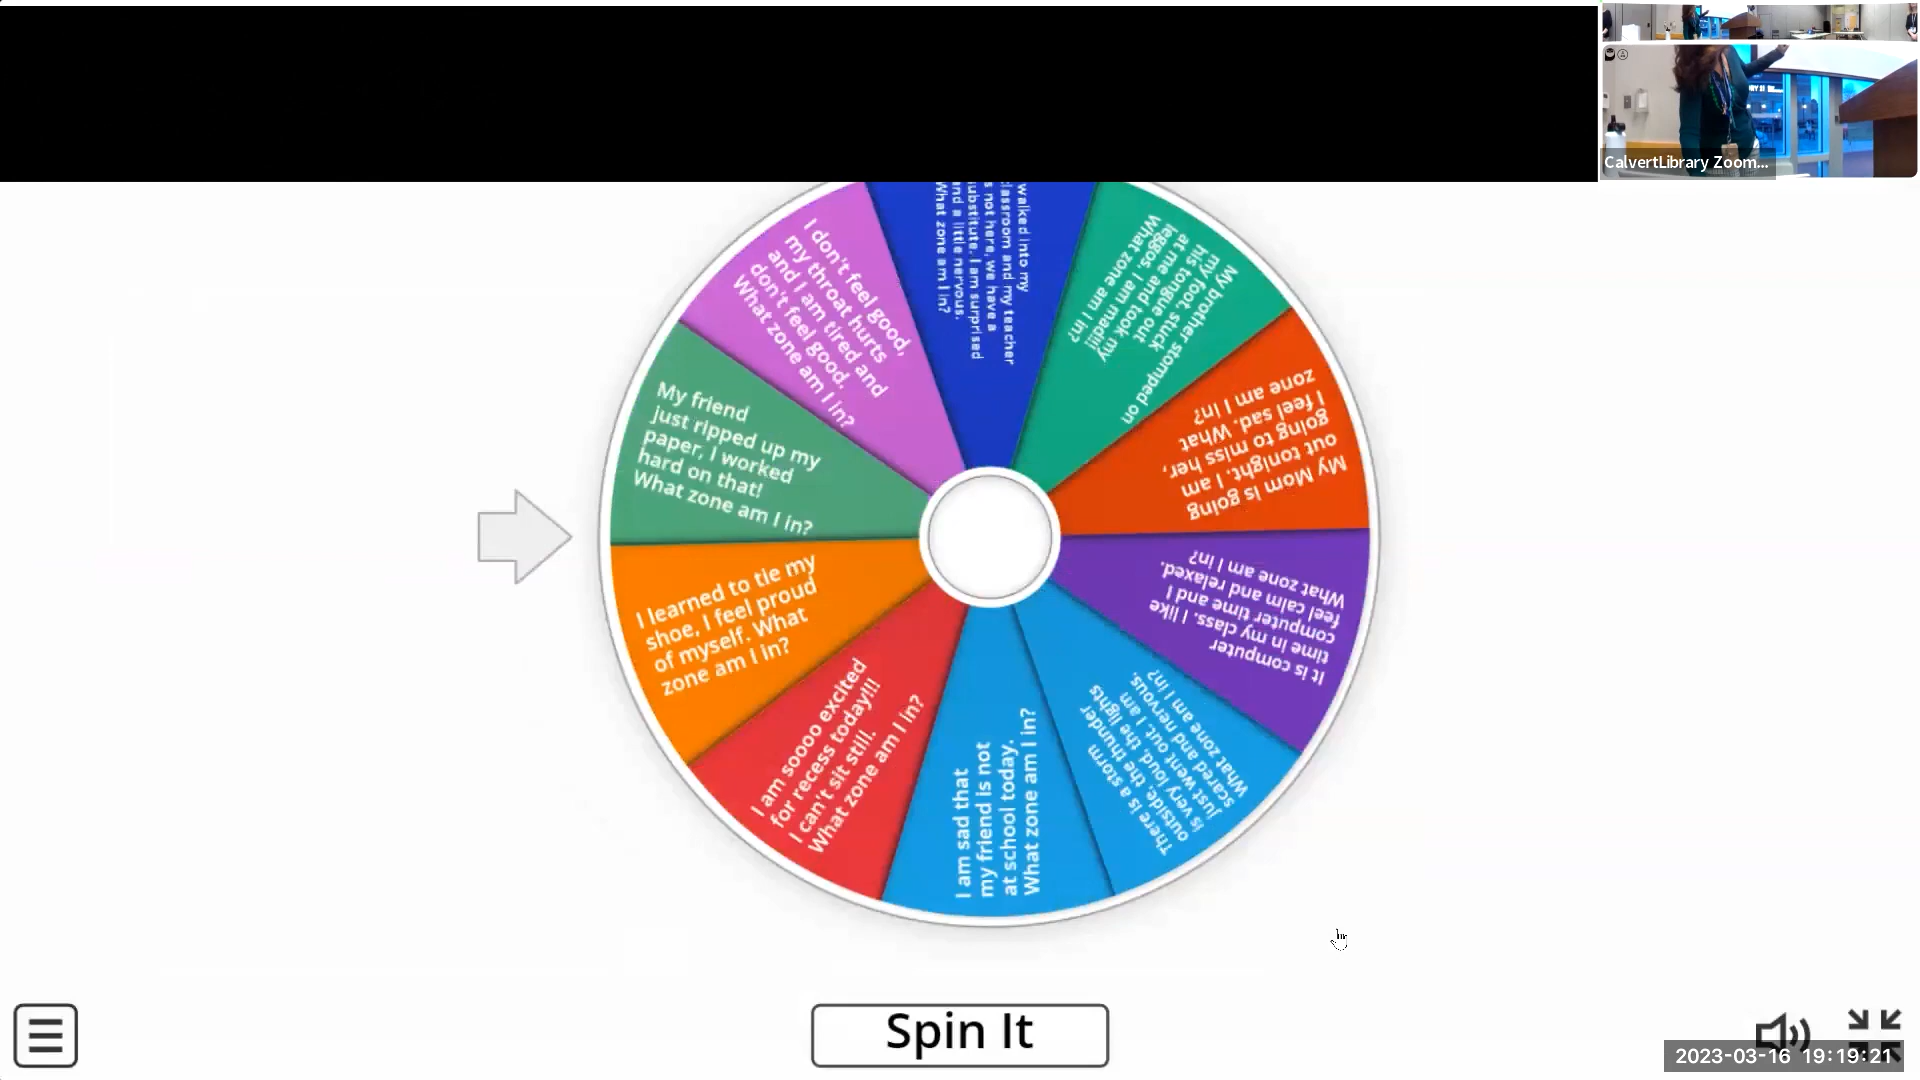 CalvertLibrary Zoom...
walked into my
classroom and my teacher
is not here, we have a
substitute. I am surprised
and a little nervous.
What zone am I in?
My brother stomped on
my foot, stuck
his tongue out
at me and took my
leggos. I am mad!!!!
What zone am I in?
My Mom is going
out tonight. I am
going to miss her,
I feel sad. What
zone am I in?
It is computer
time in my class. I like
computer time and I
feel calm and relaxed.
What zone am I in?
There is a storm
outside, the thunder
is very loud, the lights
just went out. I am
scared and nervous.
What zone am I in?
I am sad that
my friend is not
at school today.
What zone am I in?
I am soooo excited
for recess today!!!!
I can't sit still.
What zone am I in?
I learned to tie my
shoe, I feel proud
of myself. What
zone am I in?
My friend
just ripped up my
paper, I worked
hard on that!
What zone am I in?
I don't feel good,
my throat hurts
and I am tired and
don't feel good.
What zone am I in?
Spin It
2023-03-16 19:19:21